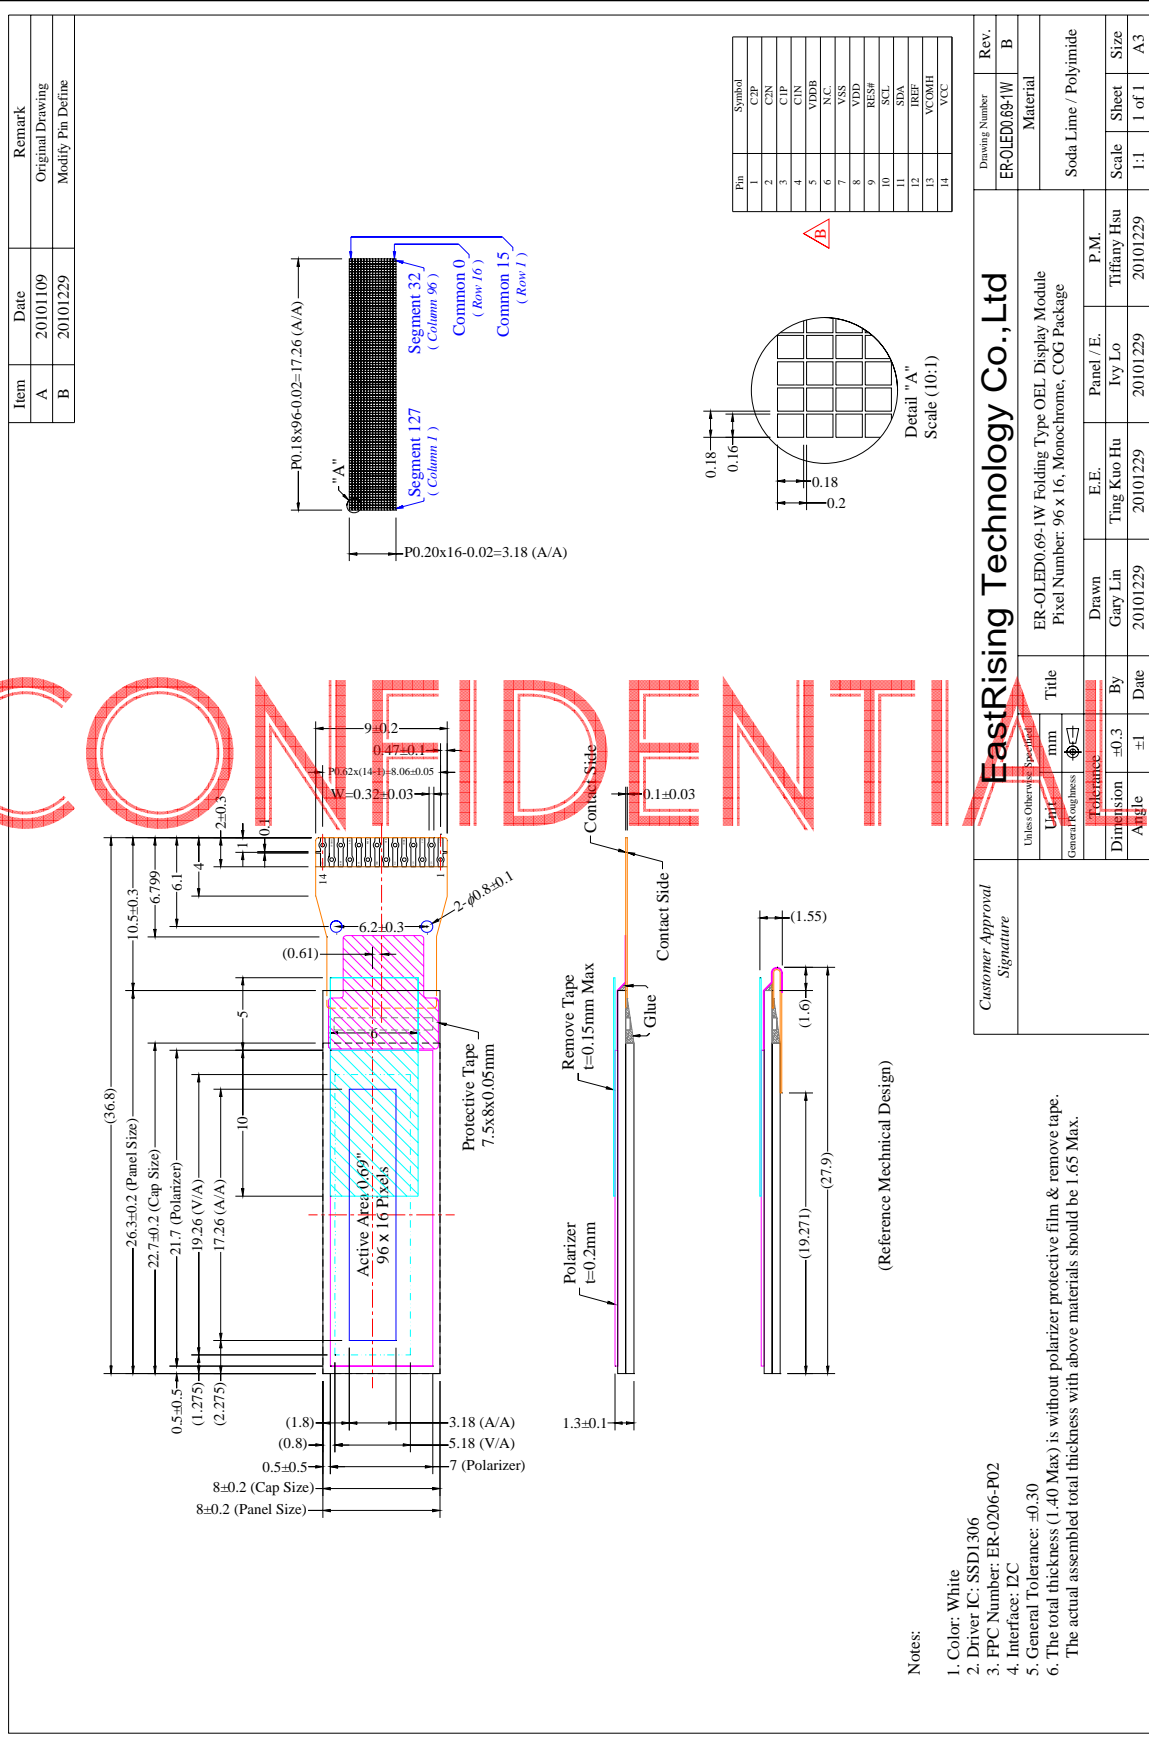 Item Date Remark
A 20101109 Original Drawing
B 20101229 Modify Pin Define
CONFIDENTIAL
(36.8)
26.3±0.2 (Panel Size)
10.5±0.3
22.7±0.2 (Cap Size)
6.799
21.7 (Polarizer)
6.1
19.26 (V/A)
4
17.26 (A/A)
2±0.3
1
0.1
10
5
0.5±0.5
(1.275)
(2.275)
9±0.2
0.47±0.1
P0.62x(14-1)=8.06±0.05
W=0.32±0.03
14
1
6.2±0.3
2-ϕ0.8±0.1
(0.61)
6
Active Area 0.69"
96 x 16 Pixels
Protective Tape
7.5x8x0.05mm
(1.8)
3.18 (A/A)
(0.8)
5.18 (V/A)
0.5±0.5
7 (Polarizer)
8±0.2 (Cap Size)
8±0.2 (Panel Size)
P0.18x96-0.02=17.26 (A/A)
"A"
P0.20x16-0.02=3.18 (A/A)
Segment 127
( Column 1 )
Segment 32
( Column 96 )
Common 0
( Row 16 )
Common 15
( Row 1 )
Polarizer
t=0.2mm
Remove Tape
t=0.15mm Max
Glue
Contact Side
Contact Side
0.1±0.03
1.3±0.1
(1.55)
(1.6)
(19.271)
(27.9)
(Reference Mechnical Design)
0.18
0.16
0.18
0.2
Detail "A"
Scale (10:1)
B
Pin Symbol
1 C2P
2 C2N
3 C1P
4 C1N
5 VDDB
6 N.C.
7 VSS
8 VDD
9 RES#
10 SCL
11 SDA
12 IREF
13 VCOMH
14 VCC
Notes:
1. Color: White
2. Driver IC: SSD1306
3. FPC Number: ER-0206-P02
4. Interface: I2C
5. General Tolerance: ±0.30
6. The total thickness (1.40 Max) is without polarizer protective film & remove tape.
The actual assembled total thickness with above materials should be 1.65 Max.
Customer Approval
Signature
EastRising Technology Co.,Ltd
Drawing Number Rev.
ER-OLED0.69-1W B
Unless Otherwise Specified
Unit mm
General Roughness
Tolerance
Dimension ±0.3
Angle ±1
Title
ER-OLED0.69-1W Folding Type OEL Display Module
Pixel Number: 96 x 16, Monochrome, COG Package
Material
Soda Lime / Polyimide
Drawn E.E. Panel / E. P.M.
By Gary Lin Ting Kuo Hu Ivy Lo Tiffany Hsu
Date 20101229 20101229 20101229 20101229
Scale Sheet Size
1:1 1 of 1 A3